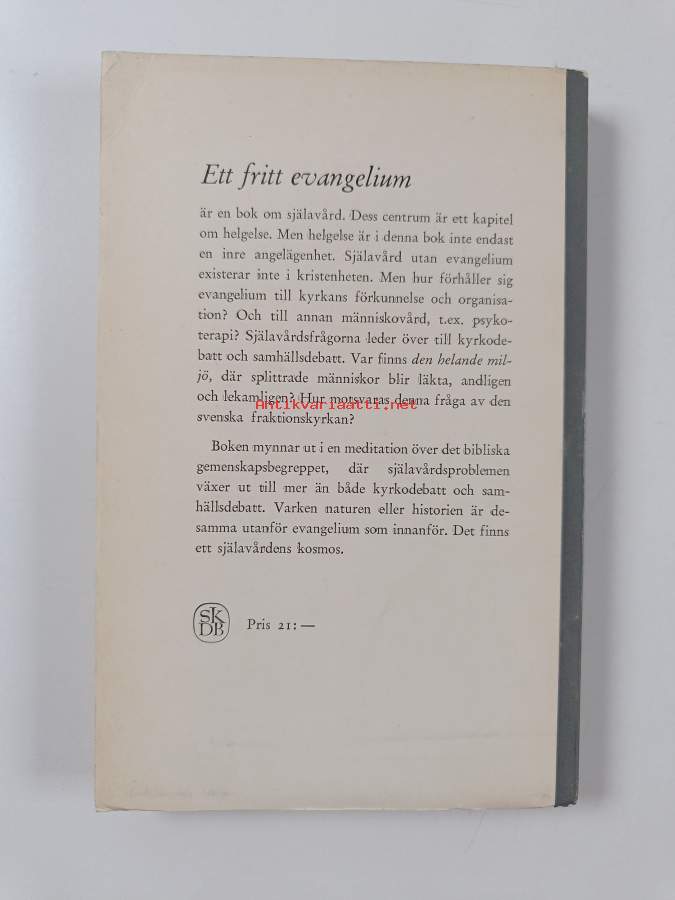 Ett fritt evangelium
är en bok om själavård. Dess centrum är ett kapitel
om helgelse. Men helgelse är i denna bok inte endast
en inre angelägenhet. Själavård utan evangelium
existerar inte i kristenheten. Men hur förhåller sig
evangelium till kyrkans förkunnelse och organisa-
tion? Och till annan människovård, t.ex. psyko-
terapi? Själavårdsfrågorna leder över till kyrkode-
batt och samhällsdebatt. Var finns den helande mil-
jö, där splittrade människor blir läkta, andligen
och lekamligen? Hur motsvaras denna fråga av den
Antikvariaatti.net
svenska fraktionskyrkan?
Boken mynnar ut i en meditation över det bibliska
gemenskapsbegreppet, där själavårdsproblemen
växer ut till mer än både kyrkodebatt och sam-
hällsdebatt. Varken naturen eller historien är de-
samma utanför evangelium som innanför. Det finns
ett själavårdens kosmos.
SK
DB
Pris 21:—